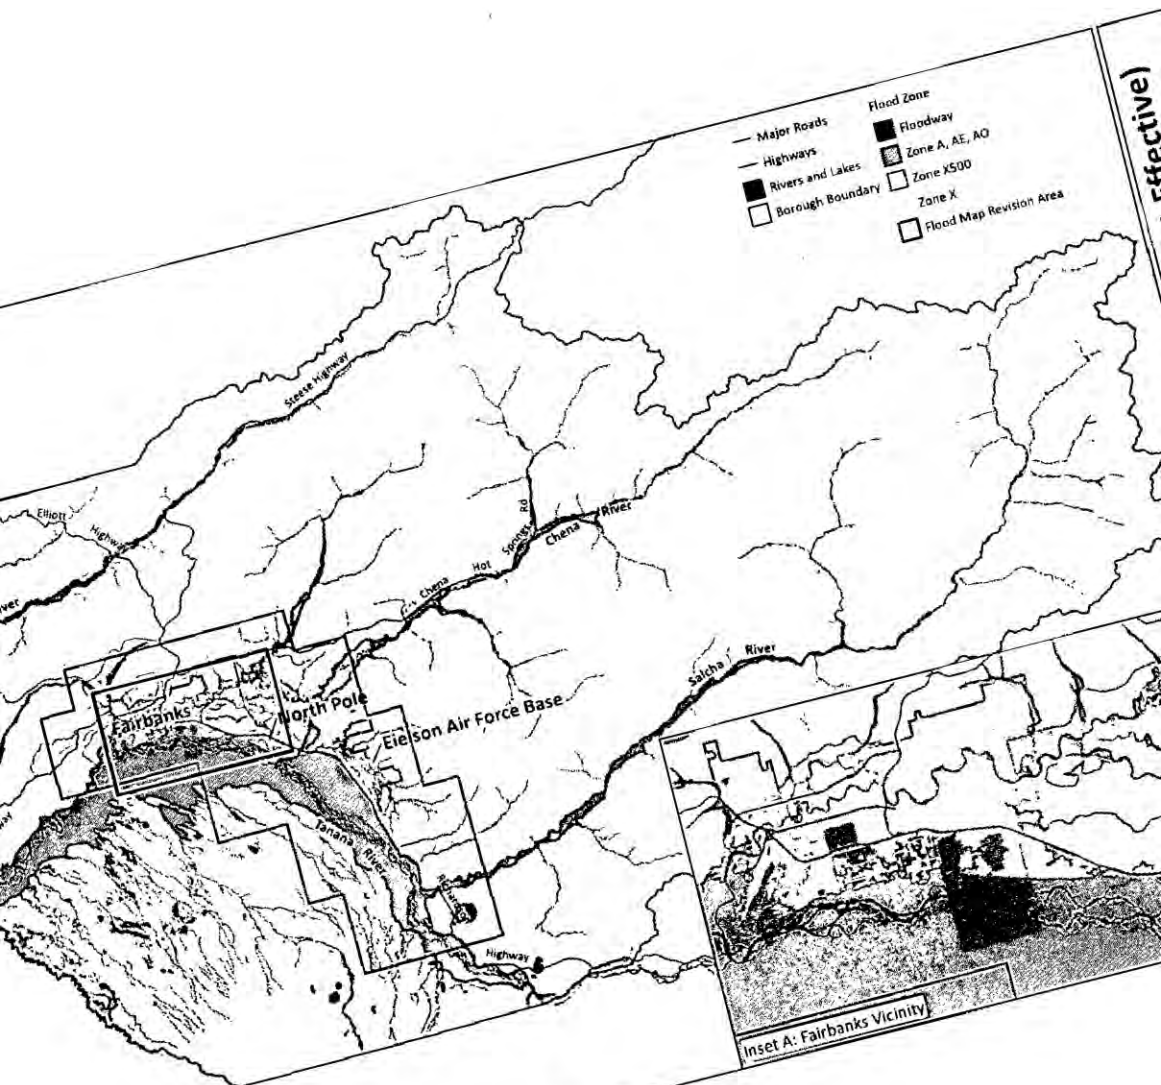 Effective)
Major Roads
Highways
Rivers and Lakes
Borough Boundary
Flood Zone
Floodway
Zone A, AE, AO
Zone X500
Zone X
Flood Map Revision Area
Steese Highway
Elliott
Highway
Springs Rd
Chena River
Chena Hot
Salcha River
Fairbanks
North Pole
Eielson Air Force Base
Tanana River
Highway
Inset A: Fairbanks Vicinity